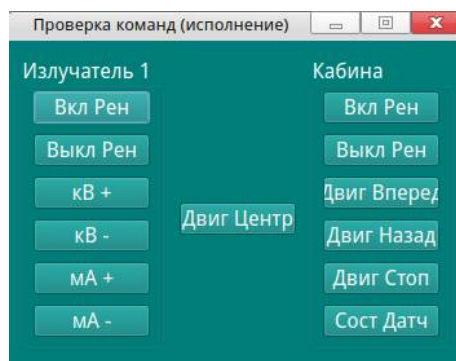 Проверка команд (исполнение)
Излучатель 1
Вкл Рен
Выкл Рен
кВ +
кВ -
мА +
мА -
Двиг Центр
Кабина
Вкл Рен
Выкл Рен
Двиг Вперед
Двиг Назад
Двиг Стоп
Сост Датч